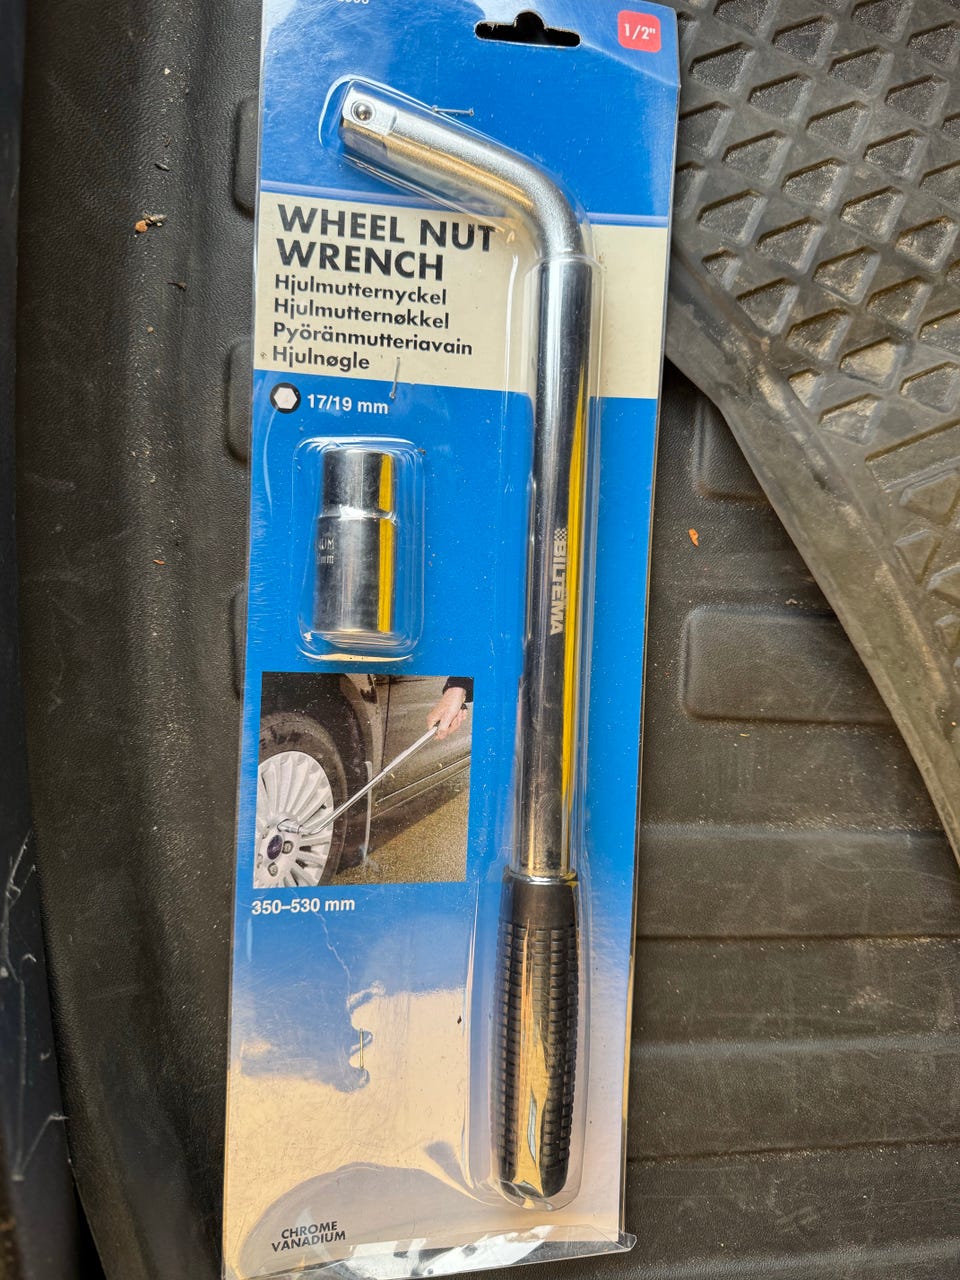 1/2"
WHEEL NUT
WRENCH
Hjulmutternyckel
Hjulmutternøkkel
Pyöränmutteriavain
Hjulnøgle
17/19 mm
BILTEMA
350–530 mm
CHROME
VANADIUM